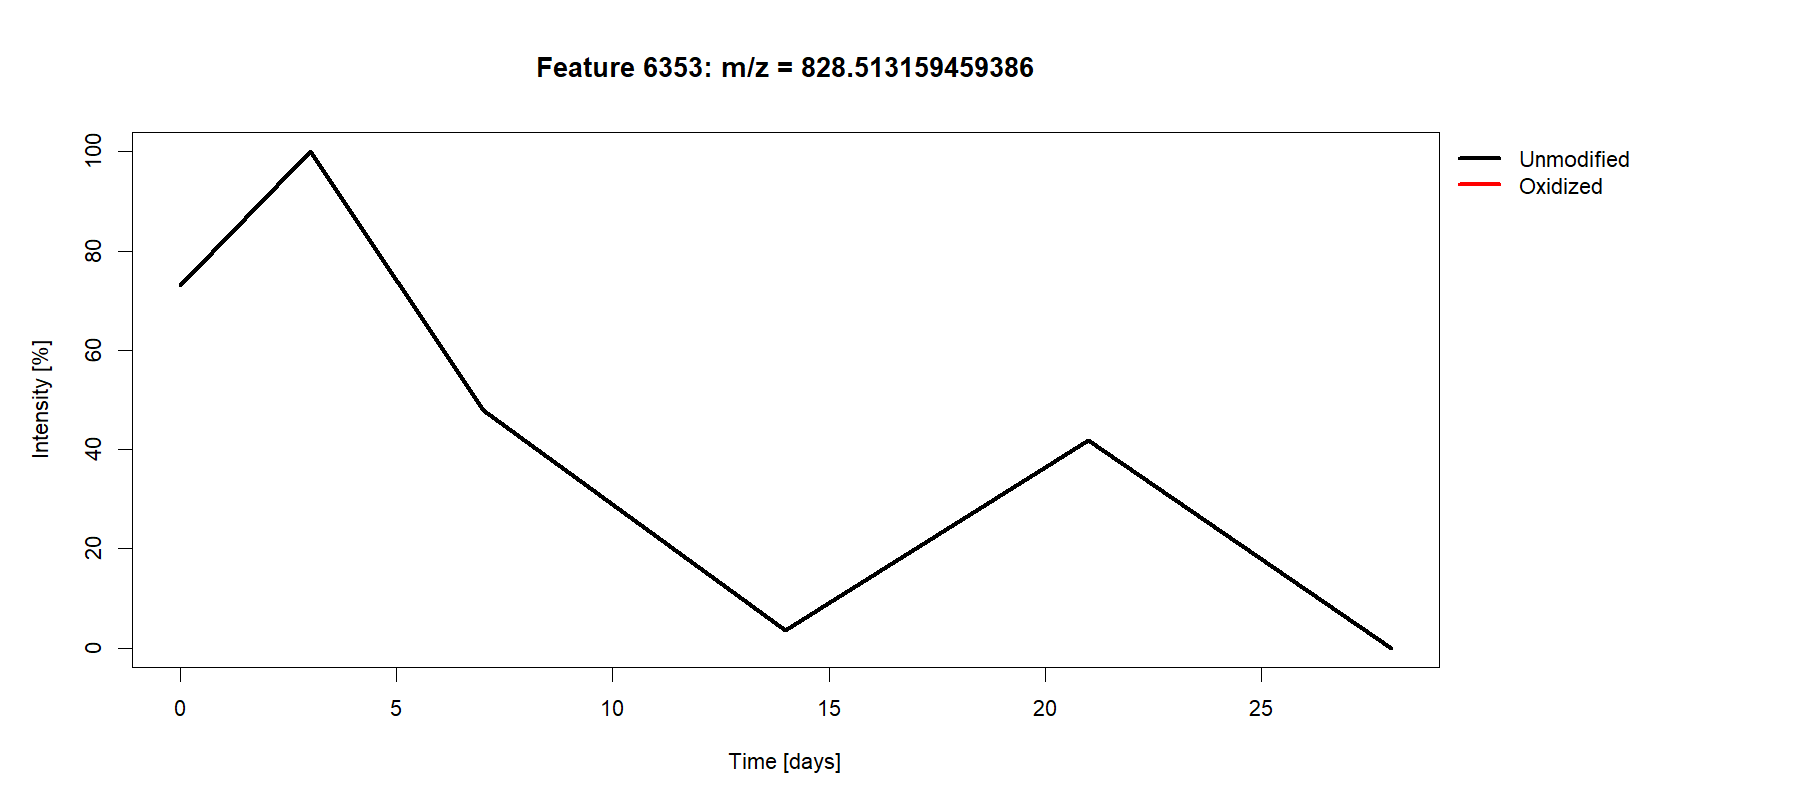 Feature 6353: m/z = 828.513159459386
Unmodified
Oxidized
Intensity [%]
100
80
60
40
20
0
0 5 10 15 20 25
Time [days]